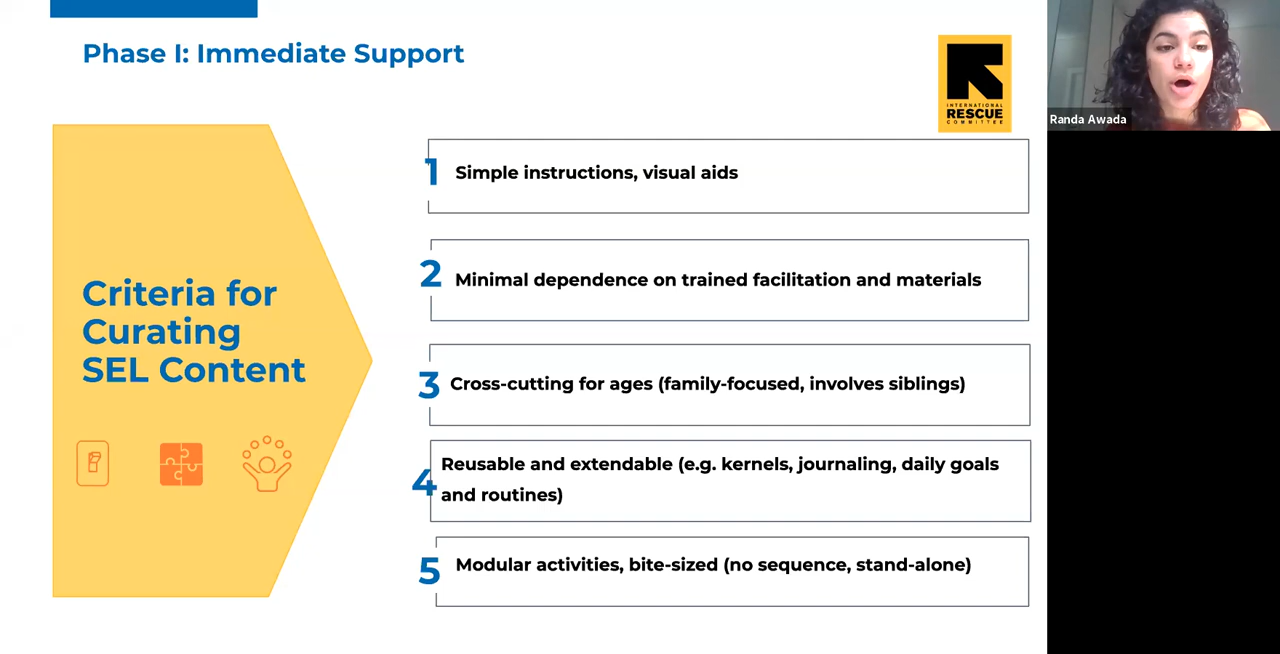 Phase I: Immediate Support
INTERNATIONAL
RESCUE
COMMITTEE
Randa Awada
Criteria for
Curating
SEL Content
1 Simple instructions, visual aids
2 Minimal dependence on trained facilitation and materials
3 Cross-cutting for ages (family-focused, involves siblings)
4 Reusable and extendable (e.g. kernels, journaling, daily goals
and routines)
5 Modular activities, bite-sized (no sequence, stand-alone)